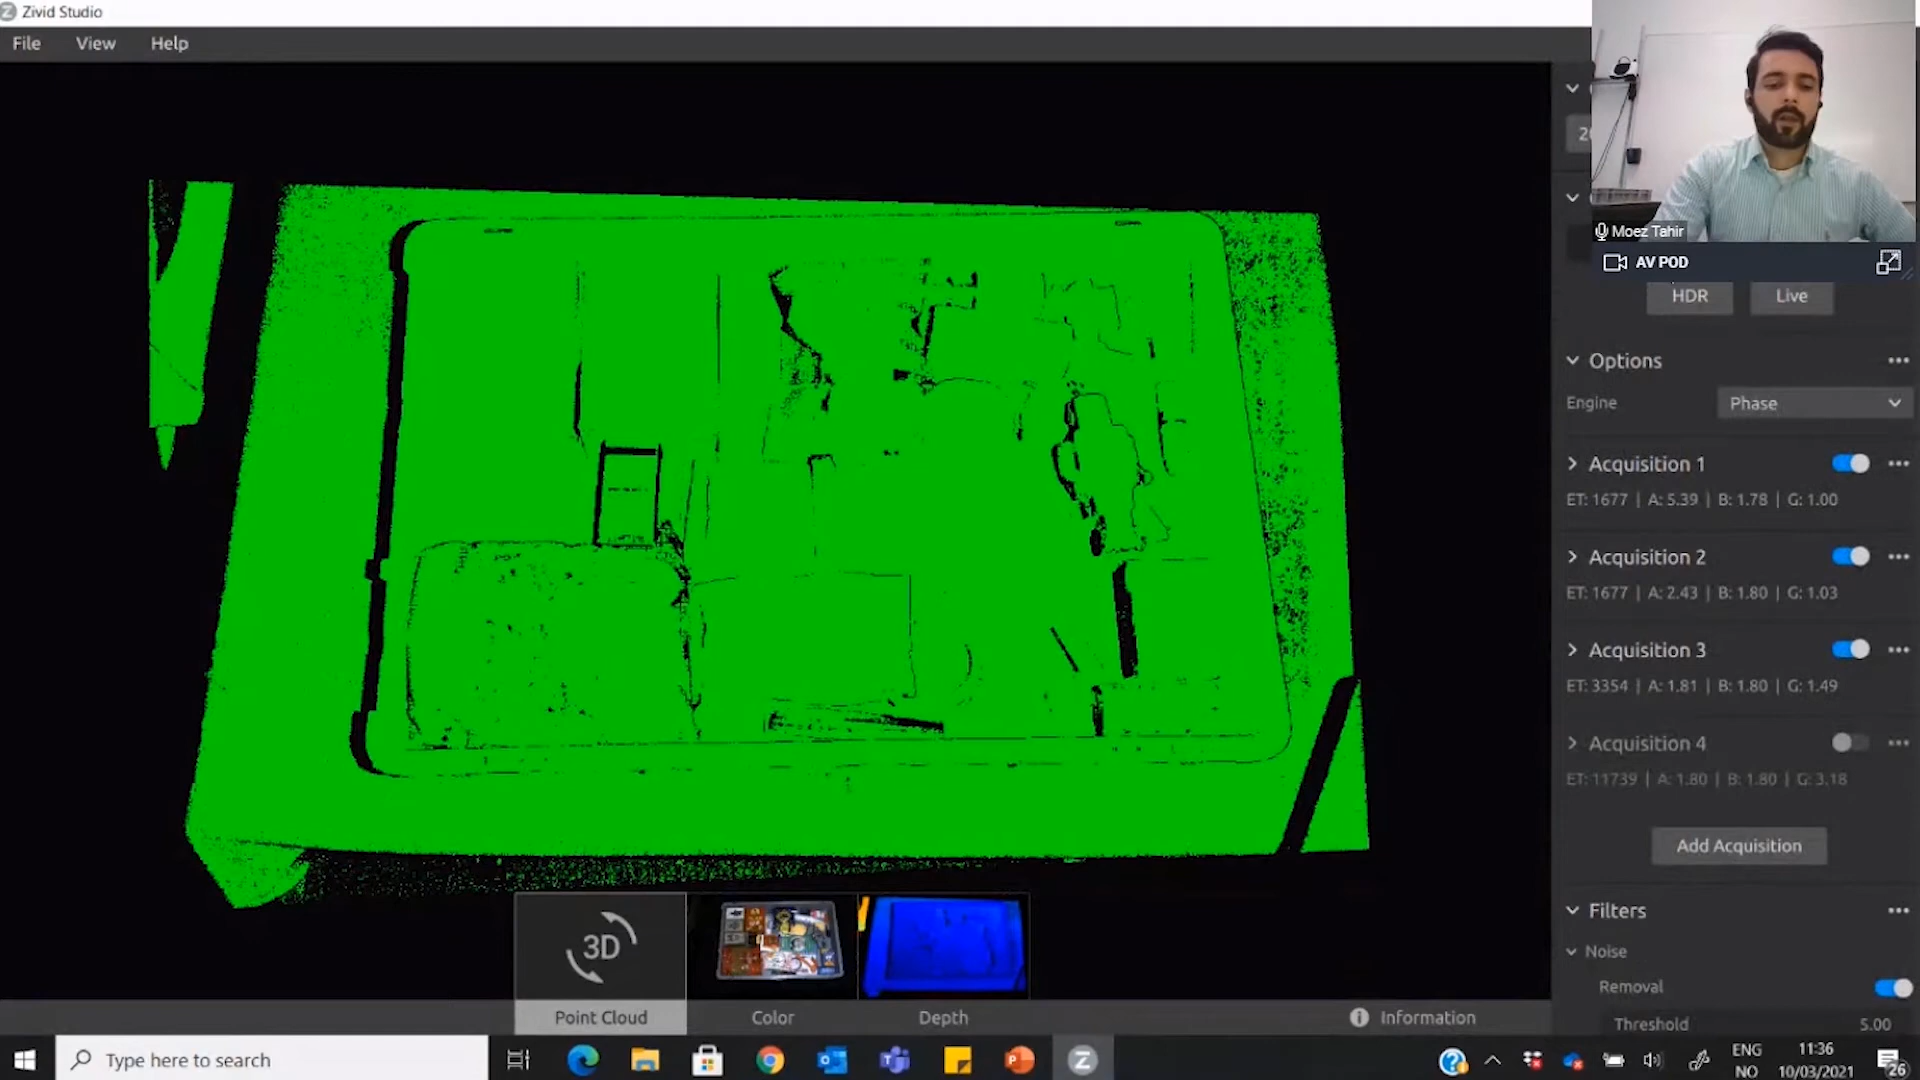 Zivid Studio
File View Help
Moez Tahir
AV POD
HDR Live
Options
Engine Phase
Acquisition 1
ET: 1677 | A: 5.39 | B: 1.78 | G: 1.00
Acquisition 2
ET: 1677 | A: 2.43 | B: 1.80 | G: 1.03
Acquisition 3
ET: 3354 | A: 1.81 | B: 1.80 | G: 1.49
Acquisition 4
ET: 11739 | A: 1.80 | B: 1.80 | G: 3.18
Add Acquisition
Filters
Noise
Removal
Threshold 5.00
3D
Point Cloud Color Depth Information
Type here to search
ENG
NO
11:36
10/03/2021
26